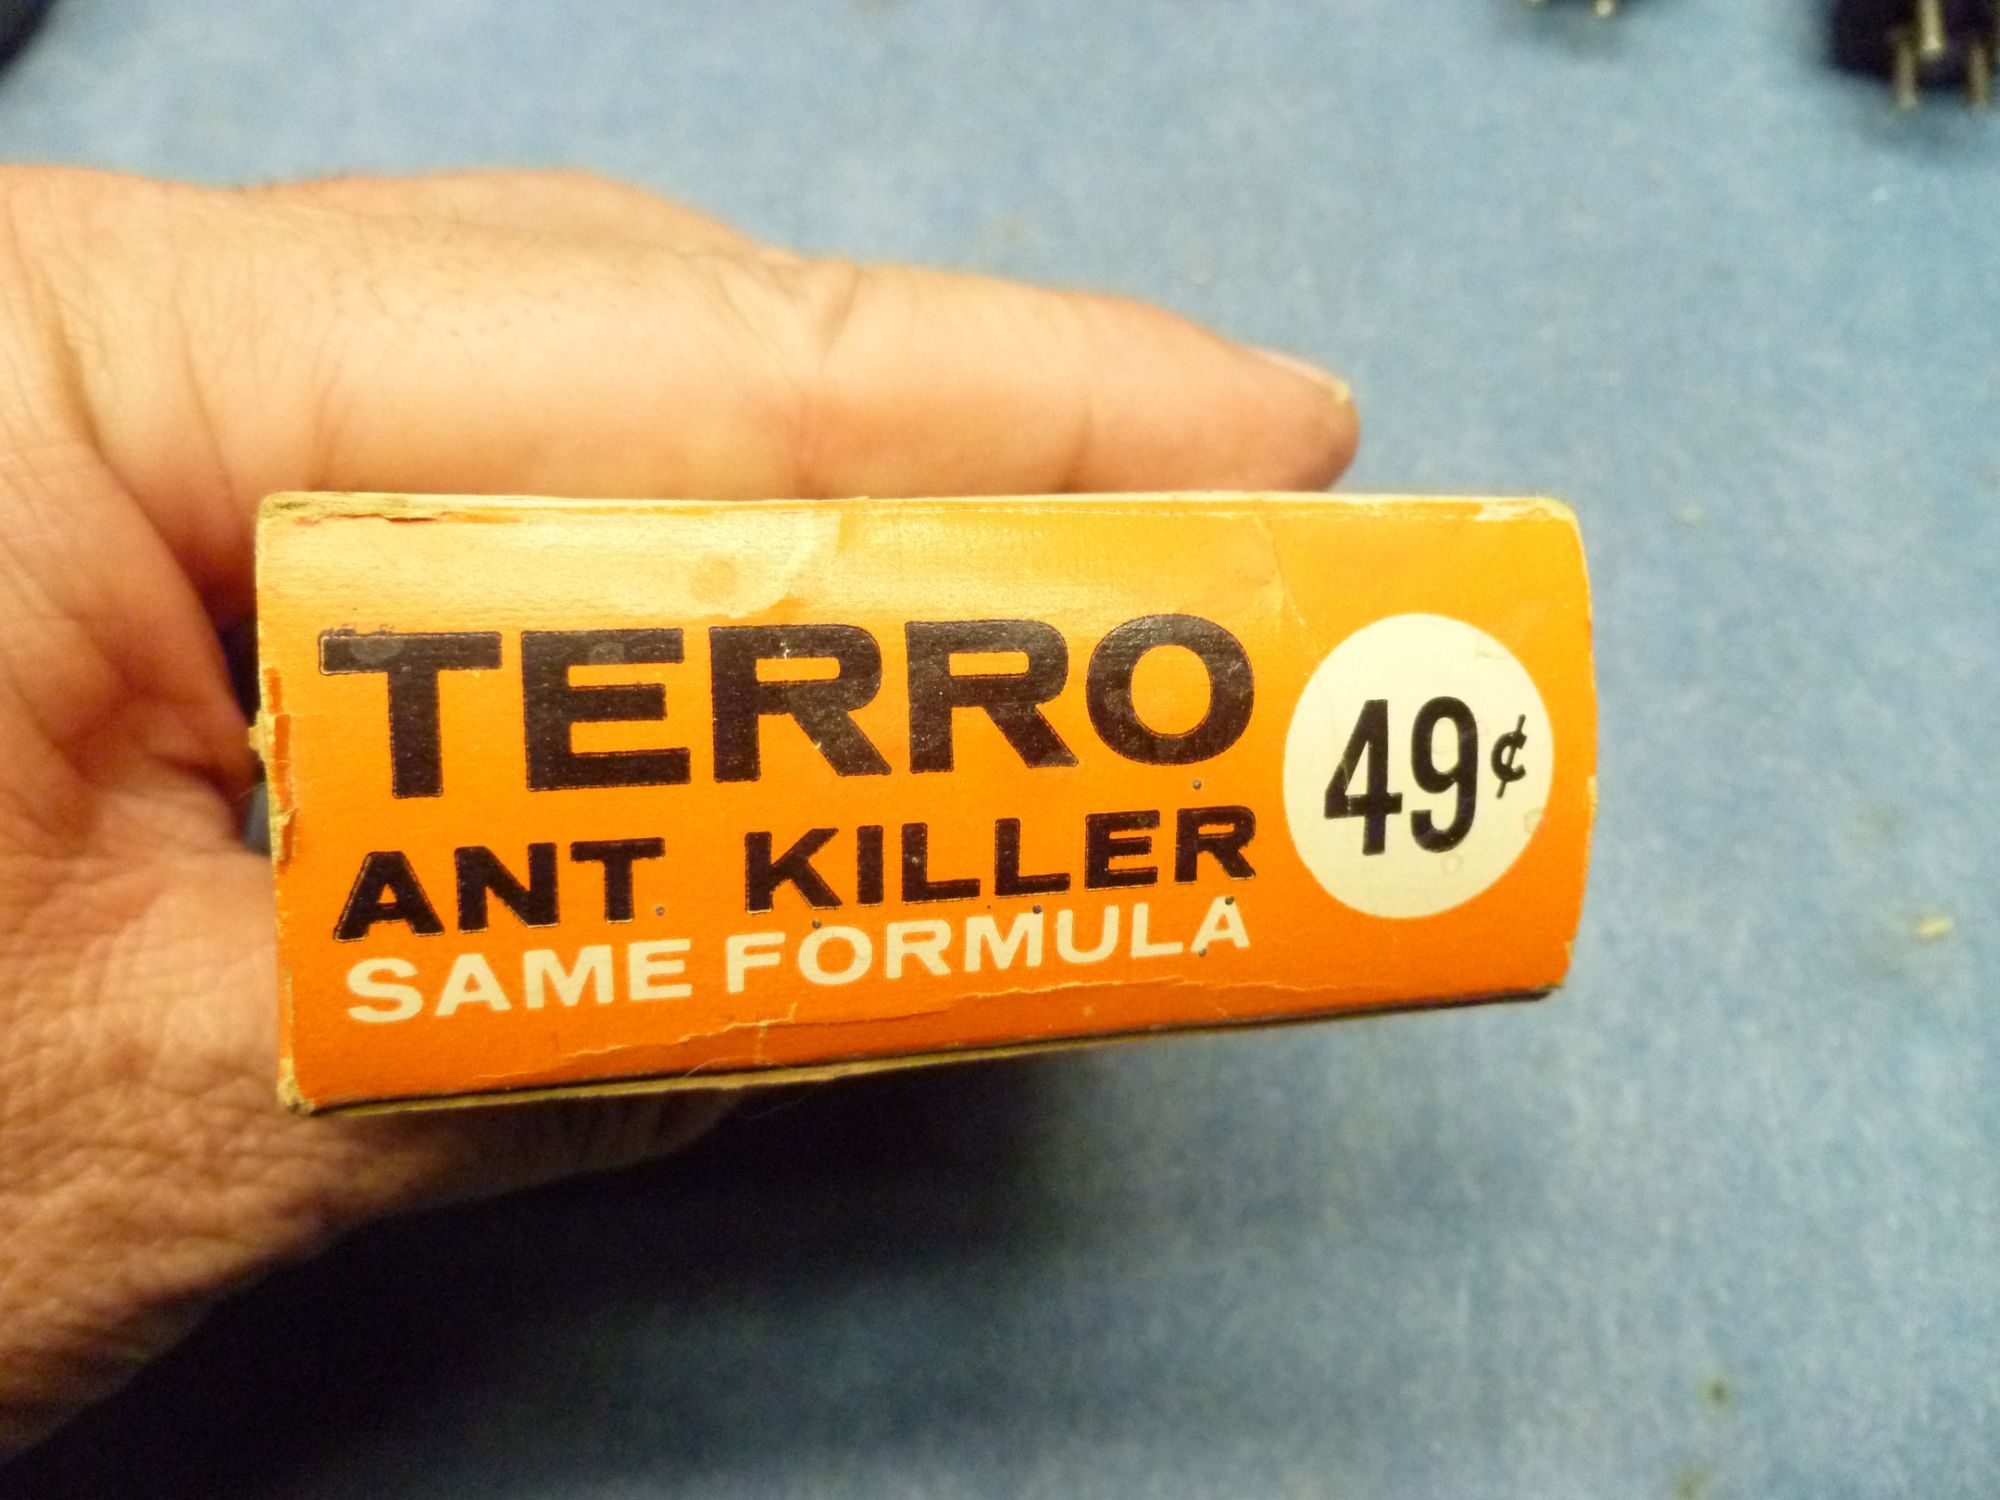 TERRO
ANT KILLER
SAME FORMULA
49¢